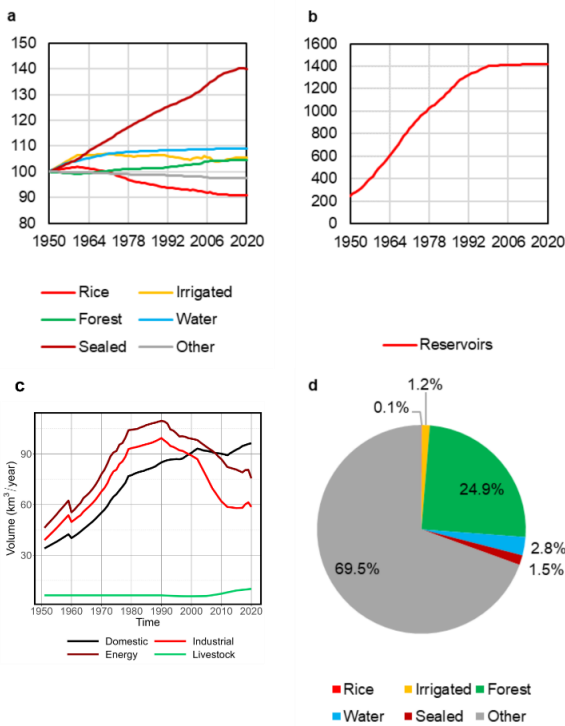 a
150
140
130
120
110
100
90
80
1950 1964 1978 1992 2006 2020
Rice
Irrigated
Forest
Water
Sealed
Other
b
1600
1400
1200
1000
800
600
400
200
0
1950 1964 1978 1992 2006 2020
Reservoirs
c
Volume (km³/year)
90
60
30
1950 1960 1970 1980 1990 2000 2010 2020
Time
Domestic
Industrial
Energy
Livestock
d
1.2%
0.1%
24.9%
2.8%
1.5%
69.5%
Rice
Irrigated
Forest
Water
Sealed
Other